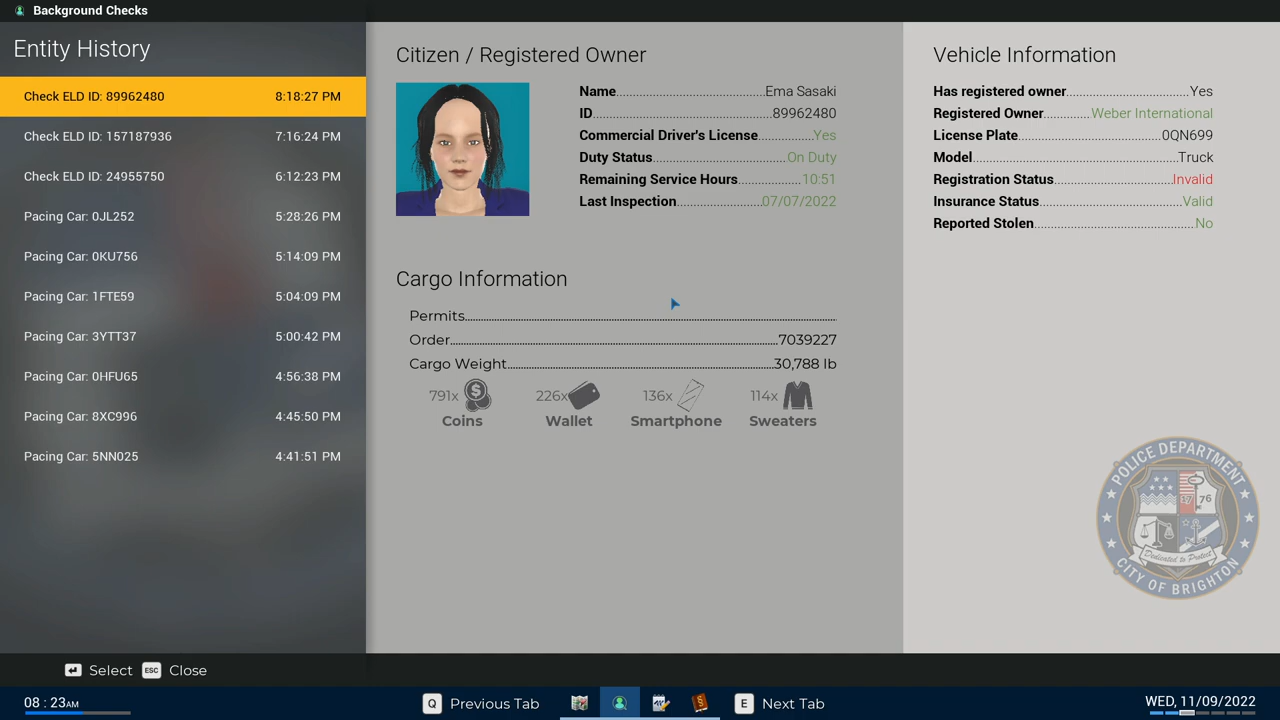 Background Checks
Entity History
Check ELD ID: 89962480 8:18:27 PM
Check ELD ID: 157187936 7:16:24 PM
Check ELD ID: 24955750 6:12:23 PM
Pacing Car: 0JL252 5:28:26 PM
Pacing Car: 0KU756 5:14:09 PM
Pacing Car: 1FTE59 5:04:09 PM
Pacing Car: 3YTT37 5:00:42 PM
Pacing Car: 0HFU65 4:56:38 PM
Pacing Car: 8XC996 4:45:50 PM
Pacing Car: 5NN025 4:41:51 PM
Citizen / Registered Owner
Name Ema Sasaki
ID 89962480
Commercial Driver's License Yes
Duty Status On Duty
Remaining Service Hours 10:51
Last Inspection 07/07/2022
Cargo Information
Permits
Order 7039227
Cargo Weight 30,788 lb
791x 226x 136x 114x
Coins Wallet Smartphone Sweaters
Vehicle Information
Has registered owner Yes
Registered Owner Weber International
License Plate 0QN699
Model Truck
Registration Status Invalid
Insurance Status Valid
Reported Stolen No
POLICE DEPARTMENT
1776
Dedicated to Protect
CITY OF BRIGHTON
Select ESC Close
08 : 23AM
Q Previous Tab E Next Tab
WED, 11/09/2022